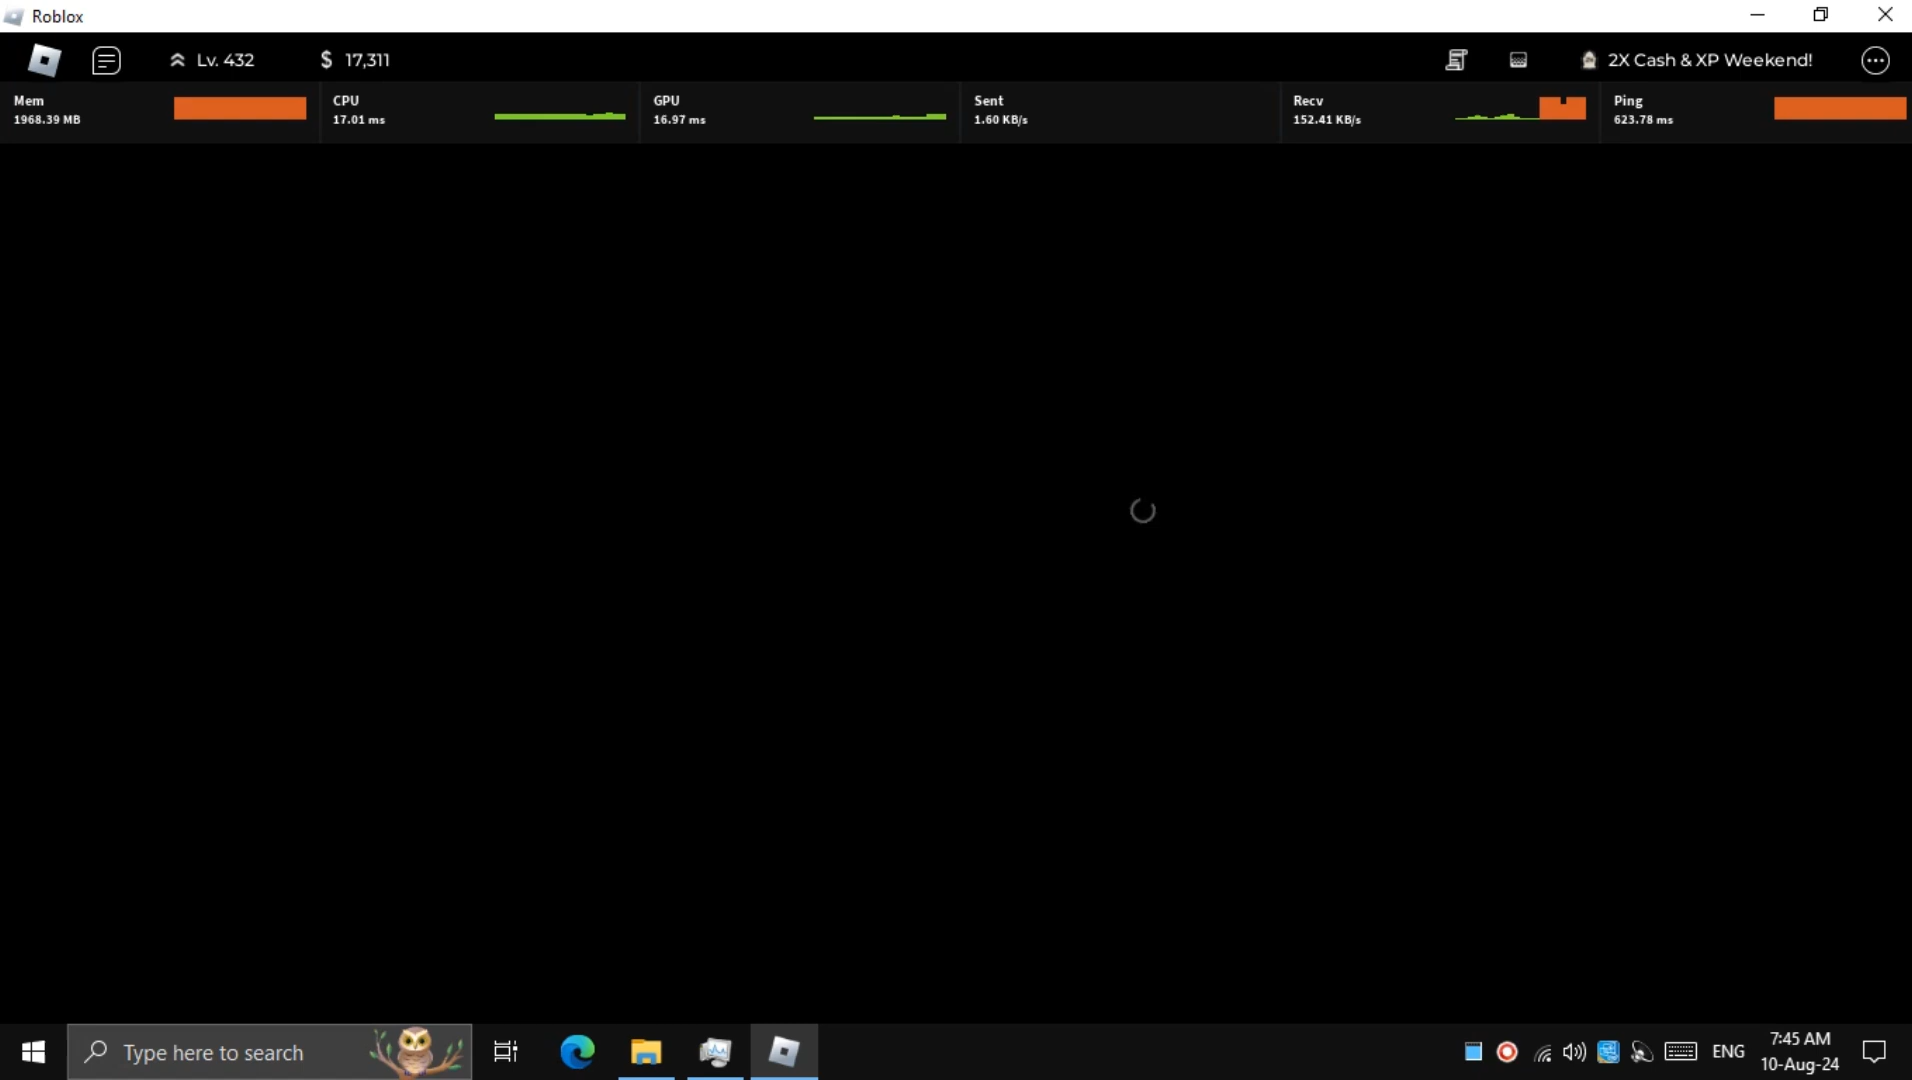 Roblox
Lv. 432
$ 17,311
2X Cash & XP Weekend!
Mem
1968.39 MB
CPU
17.01 ms
GPU
16.97 ms
Sent
1.60 KB/s
Recv
152.41 KB/s
Ping
623.78 ms
Type here to search
ENG
7:45 AM
10-Aug-24